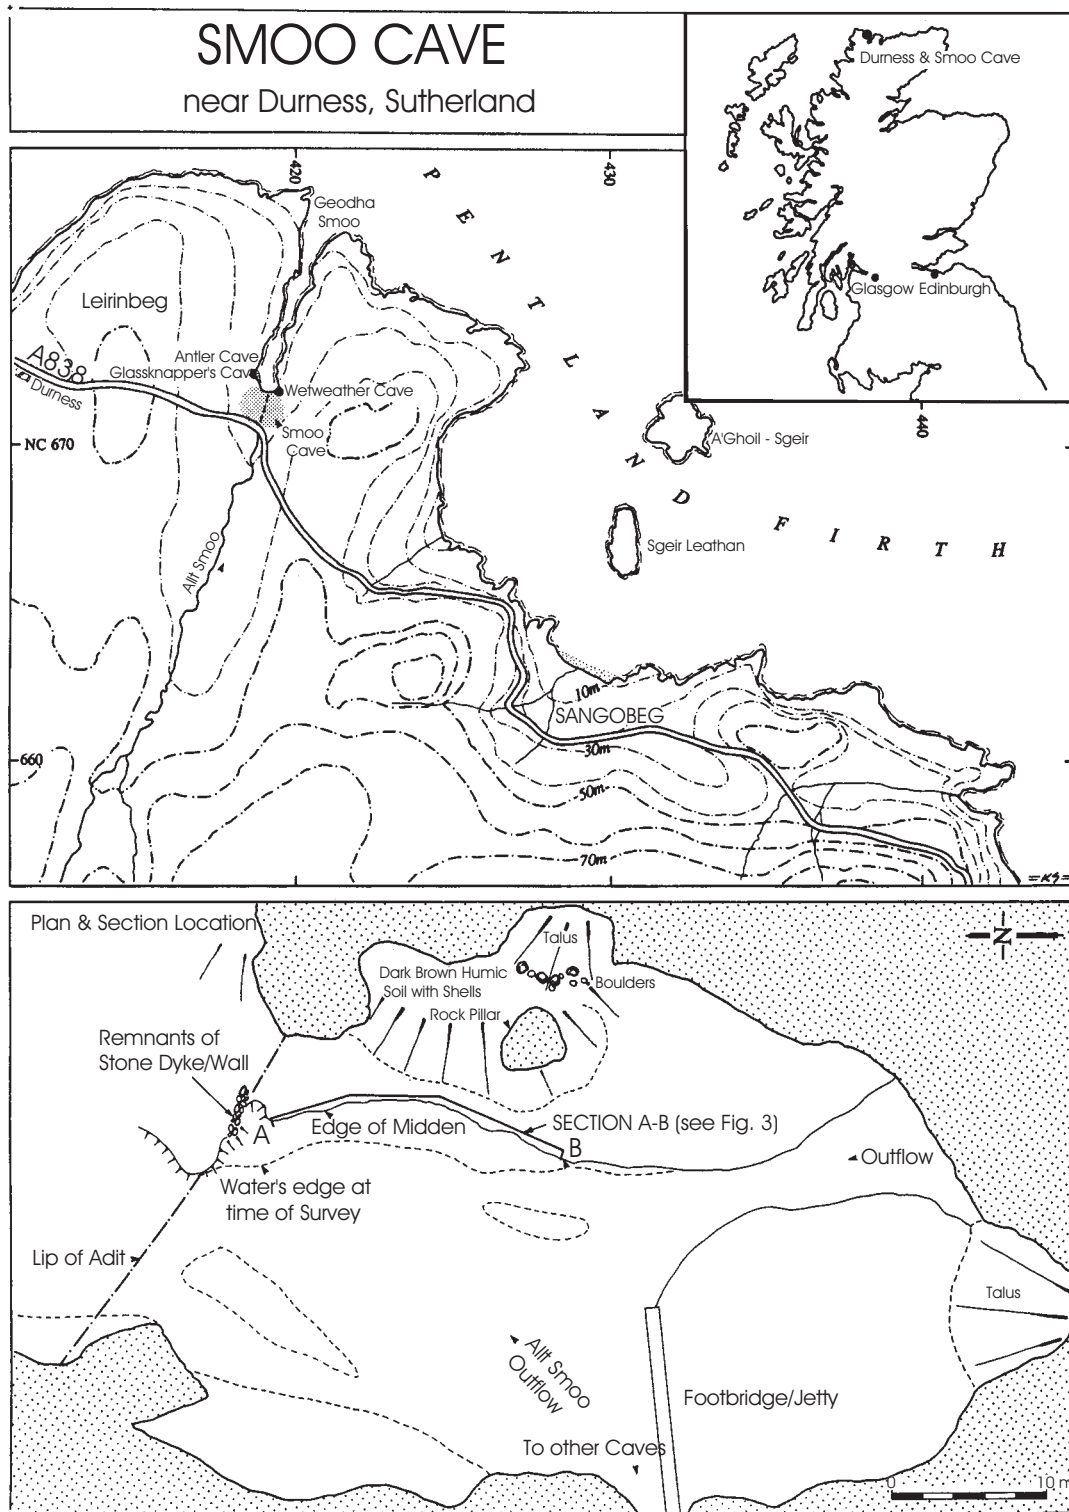 SMOO CAVE
near Durness, Sutherland
Durness & Smoo Cave
Glasgow Edinburgh
420
430
440
PENTLAND FIRTH
Geodha
Smoo
Leirinbeg
Antler Cave
Glassknapper's Cave
A838
Durness
Wetweather Cave
Smoo
Cave
NC 670
A'Ghoil - Sgeir
Sgeir Leathan
Allt Smoo
10m
SANGOBEG
30m
660
50m
70m
=KS=
Plan & Section Location
N
Talus
Dark Brown Humic
Soil with Shells
Boulders
Rock Pillar
Remnants of
Stone Dyke/Wall
A
Edge of Midden
SECTION A-B (see Fig. 3)
B
Outflow
Water's edge at
time of Survey
Lip of Adit
Talus
Allt Smoo
Outflow
Footbridge/Jetty
To other Caves
0 10 m